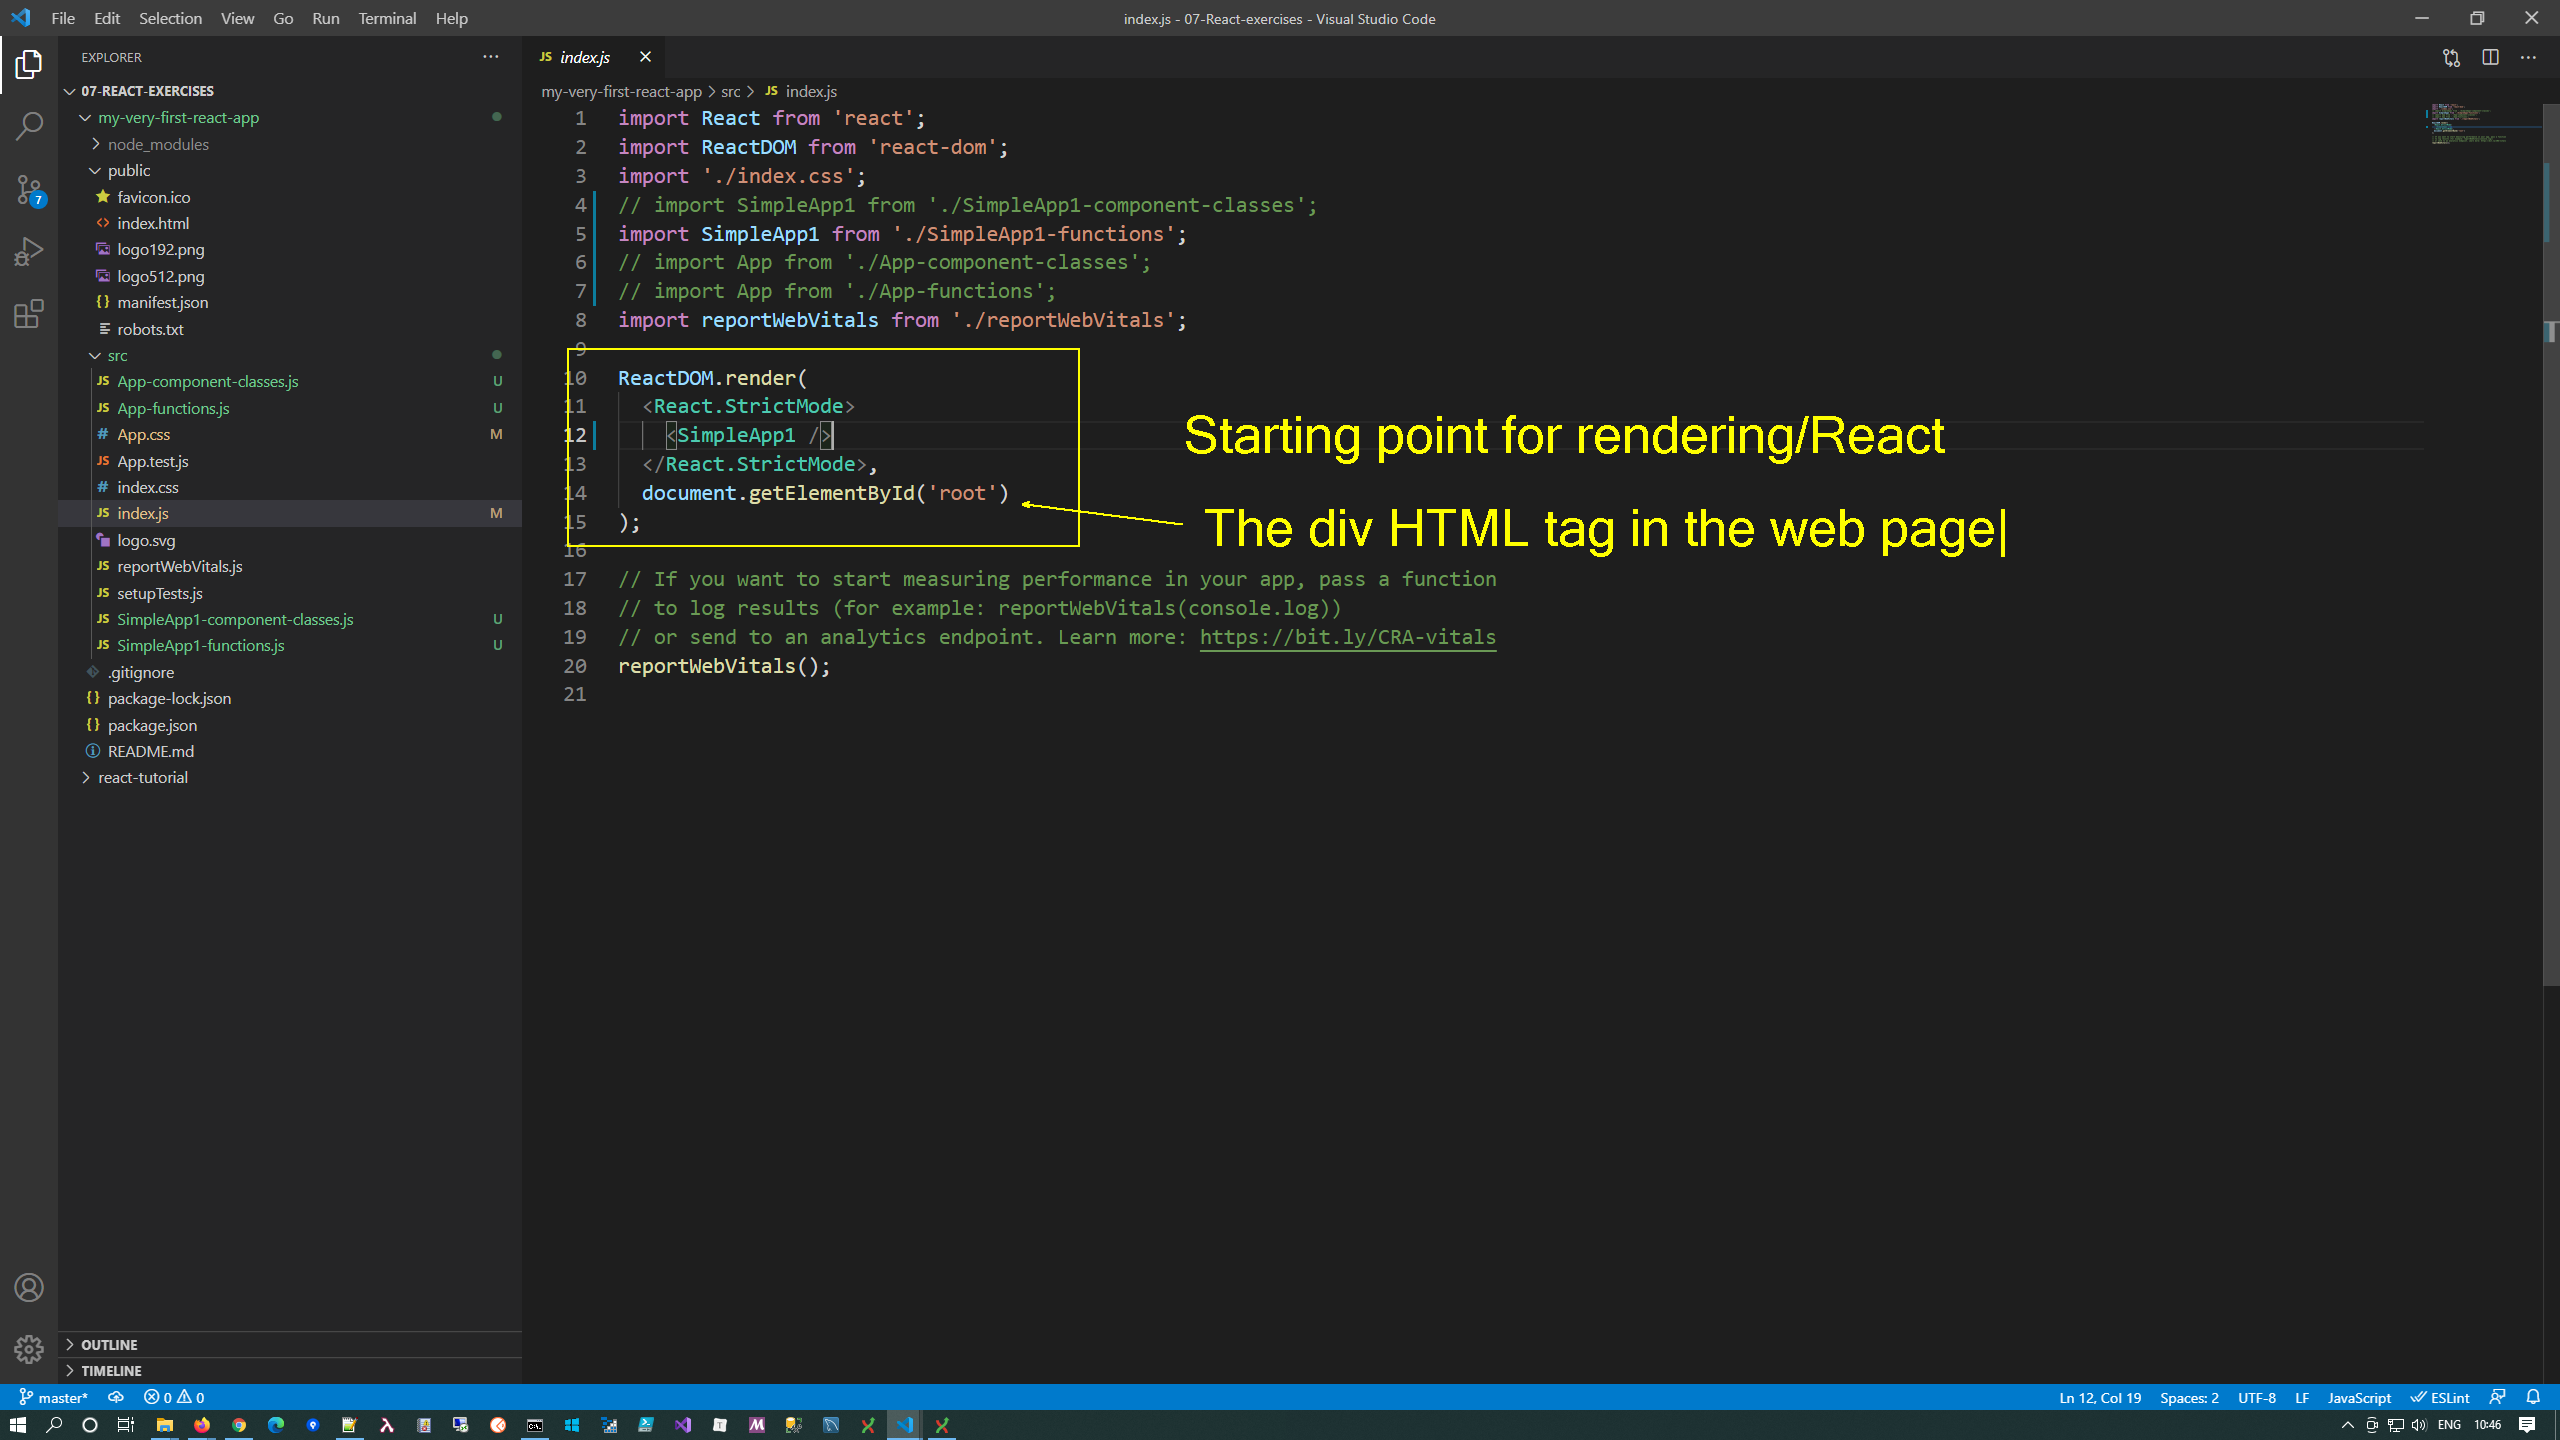 File Edit Selection View Go Run Terminal Help
index.js - 07-React-exercises - Visual Studio Code
EXPLORER
07-REACT-EXERCISES
my-very-first-react-app
node_modules
public
favicon.ico
index.html
logo192.png
logo512.png
manifest.json
robots.txt
src
App-component-classes.js U
App-functions.js U
App.css M
App.test.js
index.css
index.js M
logo.svg
reportWebVitals.js
setupTests.js
SimpleApp1-component-classes.js U
SimpleApp1-functions.js U
.gitignore
package-lock.json
package.json
README.md
react-tutorial
OUTLINE
TIMELINE
7
JS index.js
my-very-first-react-app > src > JS index.js
1 import React from 'react';
2 import ReactDOM from 'react-dom';
3 import './index.css';
4 // import SimpleApp1 from './SimpleApp1-component-classes';
5 import SimpleApp1 from './SimpleApp1-functions';
6 // import App from './App-component-classes';
7 // import App from './App-functions';
8 import reportWebVitals from './reportWebVitals';
9
10 ReactDOM.render(
11 <React.StrictMode>
12 <SimpleApp1 />
13 </React.StrictMode>,
14 document.getElementById('root')
15 );
16
17 // If you want to start measuring performance in your app, pass a function
18 // to log results (for example: reportWebVitals(console.log))
19 // or send to an analytics endpoint. Learn more: https://bit.ly/CRA-vitals
20 reportWebVitals();
21
Starting point for rendering/React
The div HTML tag in the web page
master* 0 0
Ln 12, Col 19 Spaces: 2 UTF-8 LF JavaScript ESLint
ENG 10:46